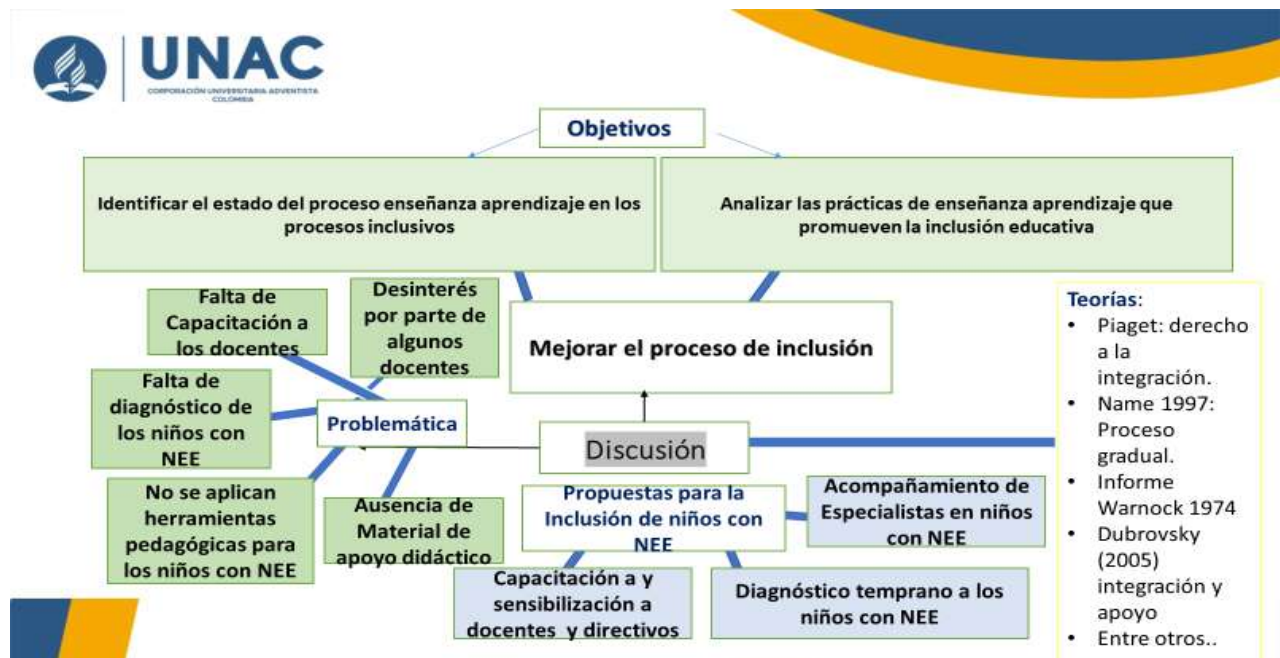 UNAC
CORPORACIÓN UNIVERSITARIA ADVENTISTA
COLOMBIA
Objetivos
Identificar el estado del proceso enseñanza aprendizaje en los
procesos inclusivos
Analizar las prácticas de enseñanza aprendizaje que
promueven la inclusión educativa
Falta de
Capacitación a
los docentes
Desinterés
por parte de
algunos
docentes
Mejorar el proceso de inclusión
Falta de
diagnóstico de
los niños con
NEE
Problemática
Discusión
No se aplican
herramientas
pedagógicas para
los niños con NEE
Ausencia de
Material de
apoyo didáctico
Propuestas para la
Inclusión de niños con
NEE
Acompañamiento de
Especialistas en niños
con NEE
Capacitación a y
sensibilización a
docentes y directivos
Diagnóstico temprano a los
niños con NEE
Teorías:
• Piaget: derecho
a la
integración.
• Name 1997:
Proceso
gradual.
• Informe
Warnock 1974
• Dubrovsky
(2005)
integración y
apoyo
• Entre otros..